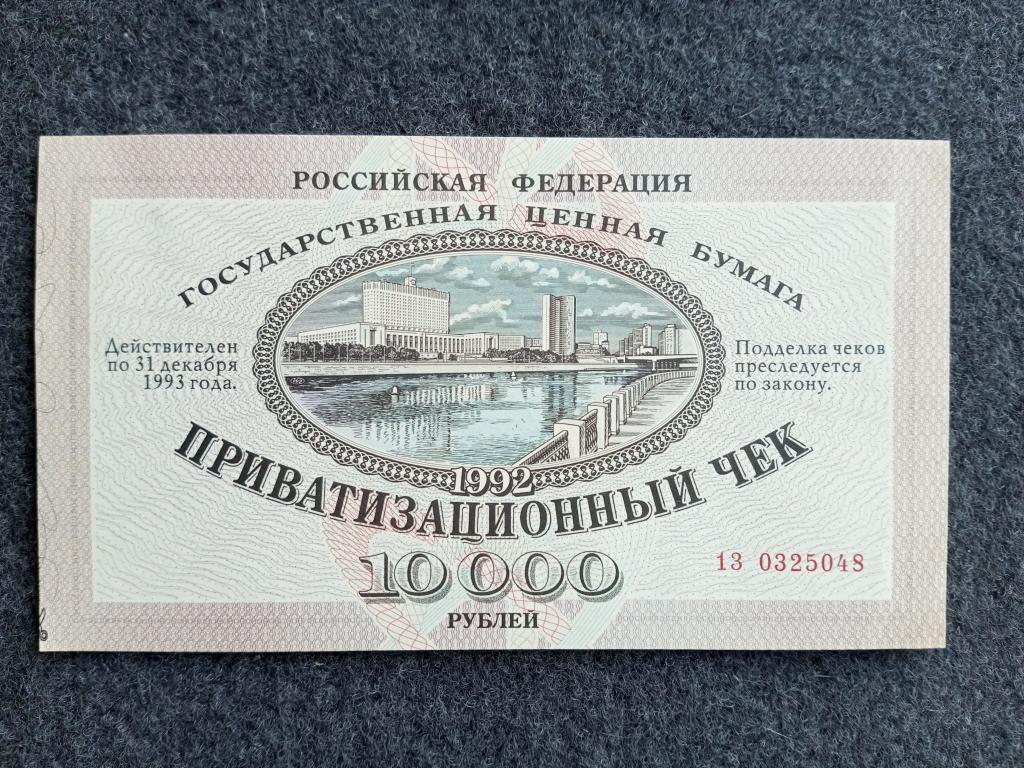 РОССИЙСКАЯ ФЕДЕРАЦИЯ
ГОСУДАРСТВЕННАЯ ЦЕННАЯ БУМАГА
Действителен
по 31 декабря
1993 года.
Подделка чеков
преследуется
по закону.
1992
ПРИВАТИЗАЦИОННЫЙ ЧЕК
10 000
РУБЛЕЙ
13 0325048